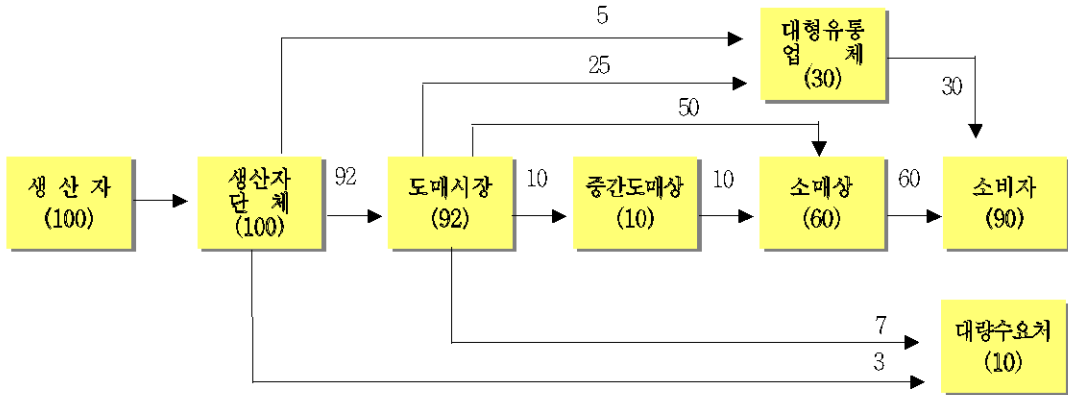 5
대형유통
업 체
(30)
25
30
50
생 산 자
(100)
생산자
단 체
(100)
92
도매시장
(92)
10
중간도매상
(10)
10
소매상
(60)
60
소비자
(90)
7
대량수요처
(10)
3